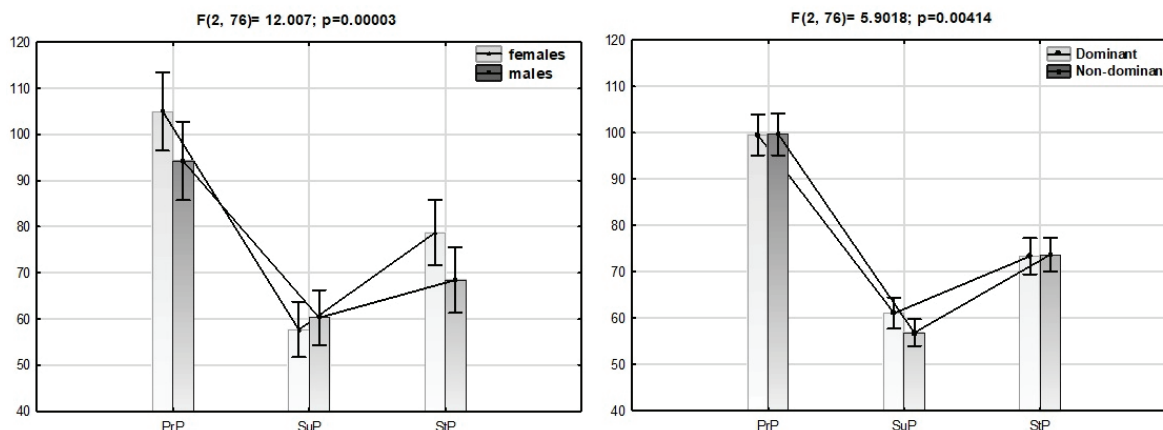 F(2, 76)= 12.007; p=0.00003
120
110
100
90
80
70
60
50
40
females
males
PrP
SuP
StP
F(2, 76)= 5.9018; p=0.00414
120
110
100
90
80
70
60
50
40
Dominant
Non-dominant
PrP
SuP
StP